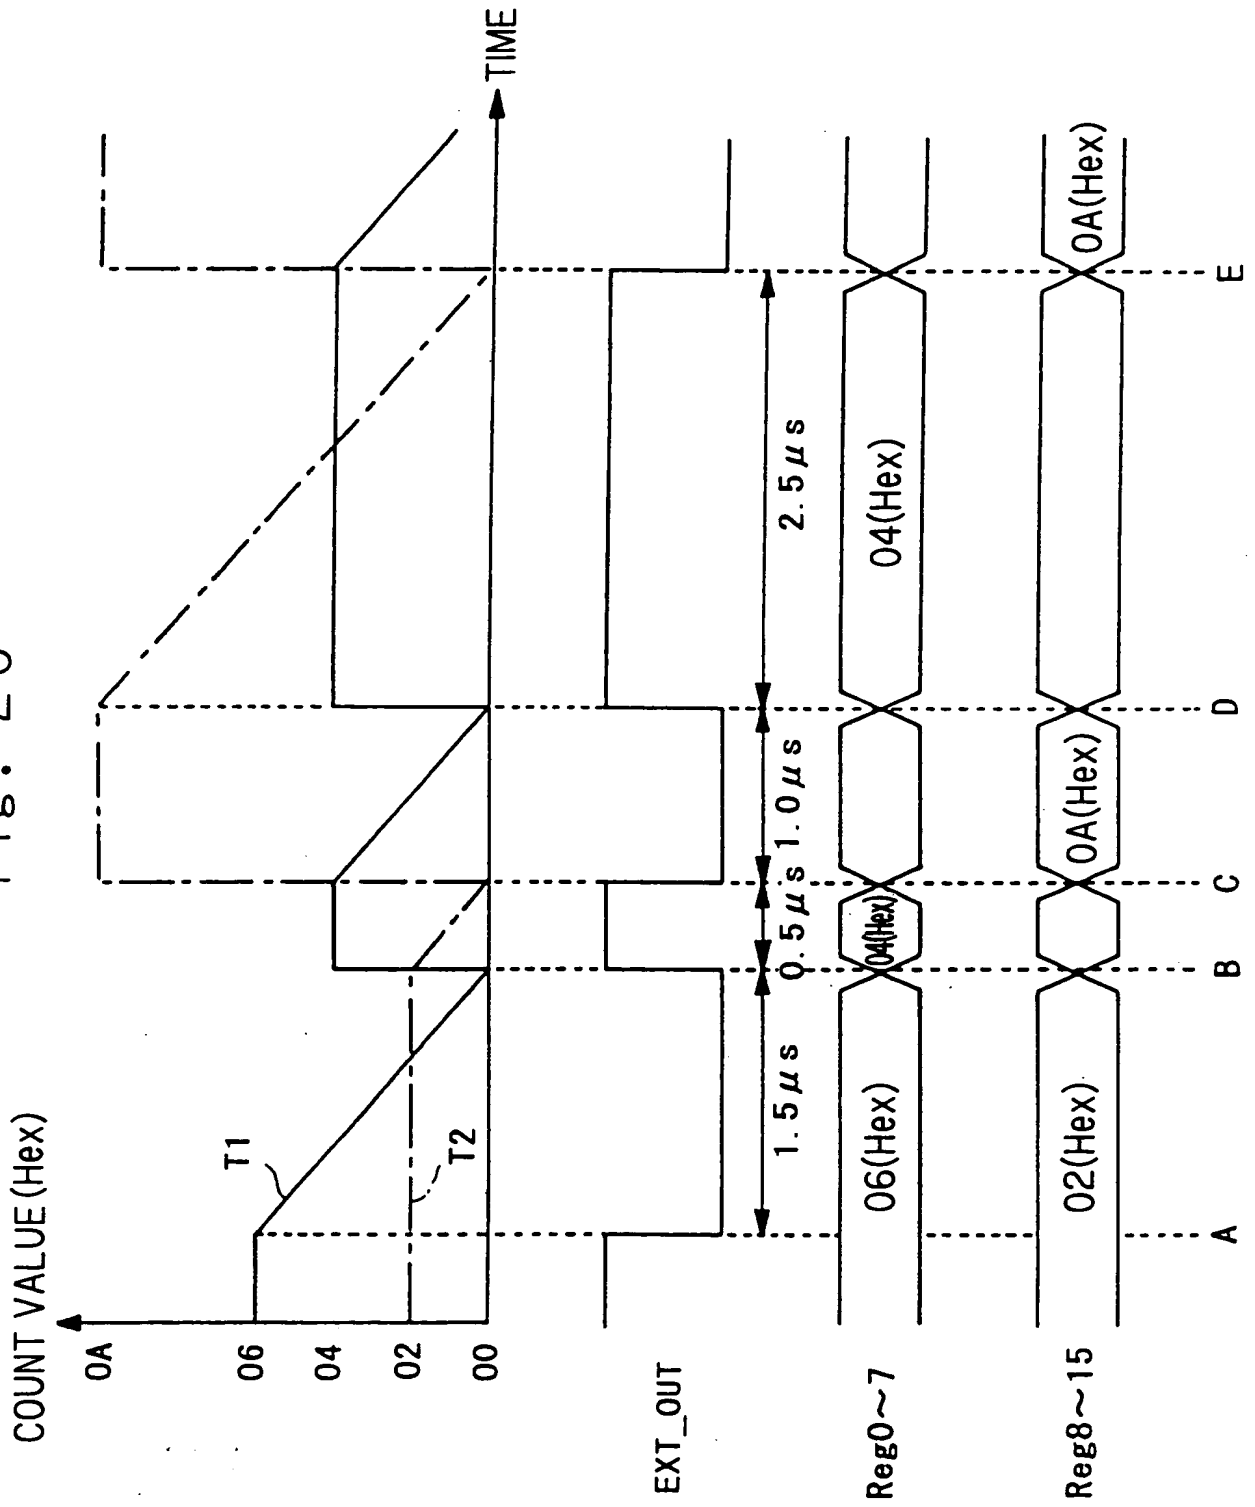 COUNT VALUE (Hex)
0A
06
04
02
00
T1
T2
TIME
EXT_OUT
1.5μs
0.5μs
1.0μs
2.5μs
Reg0~7
06(Hex)
04(Hex)
04(Hex)
Reg8~15
02(Hex)
0A(Hex)
0A(Hex)
A
B
C
D
E